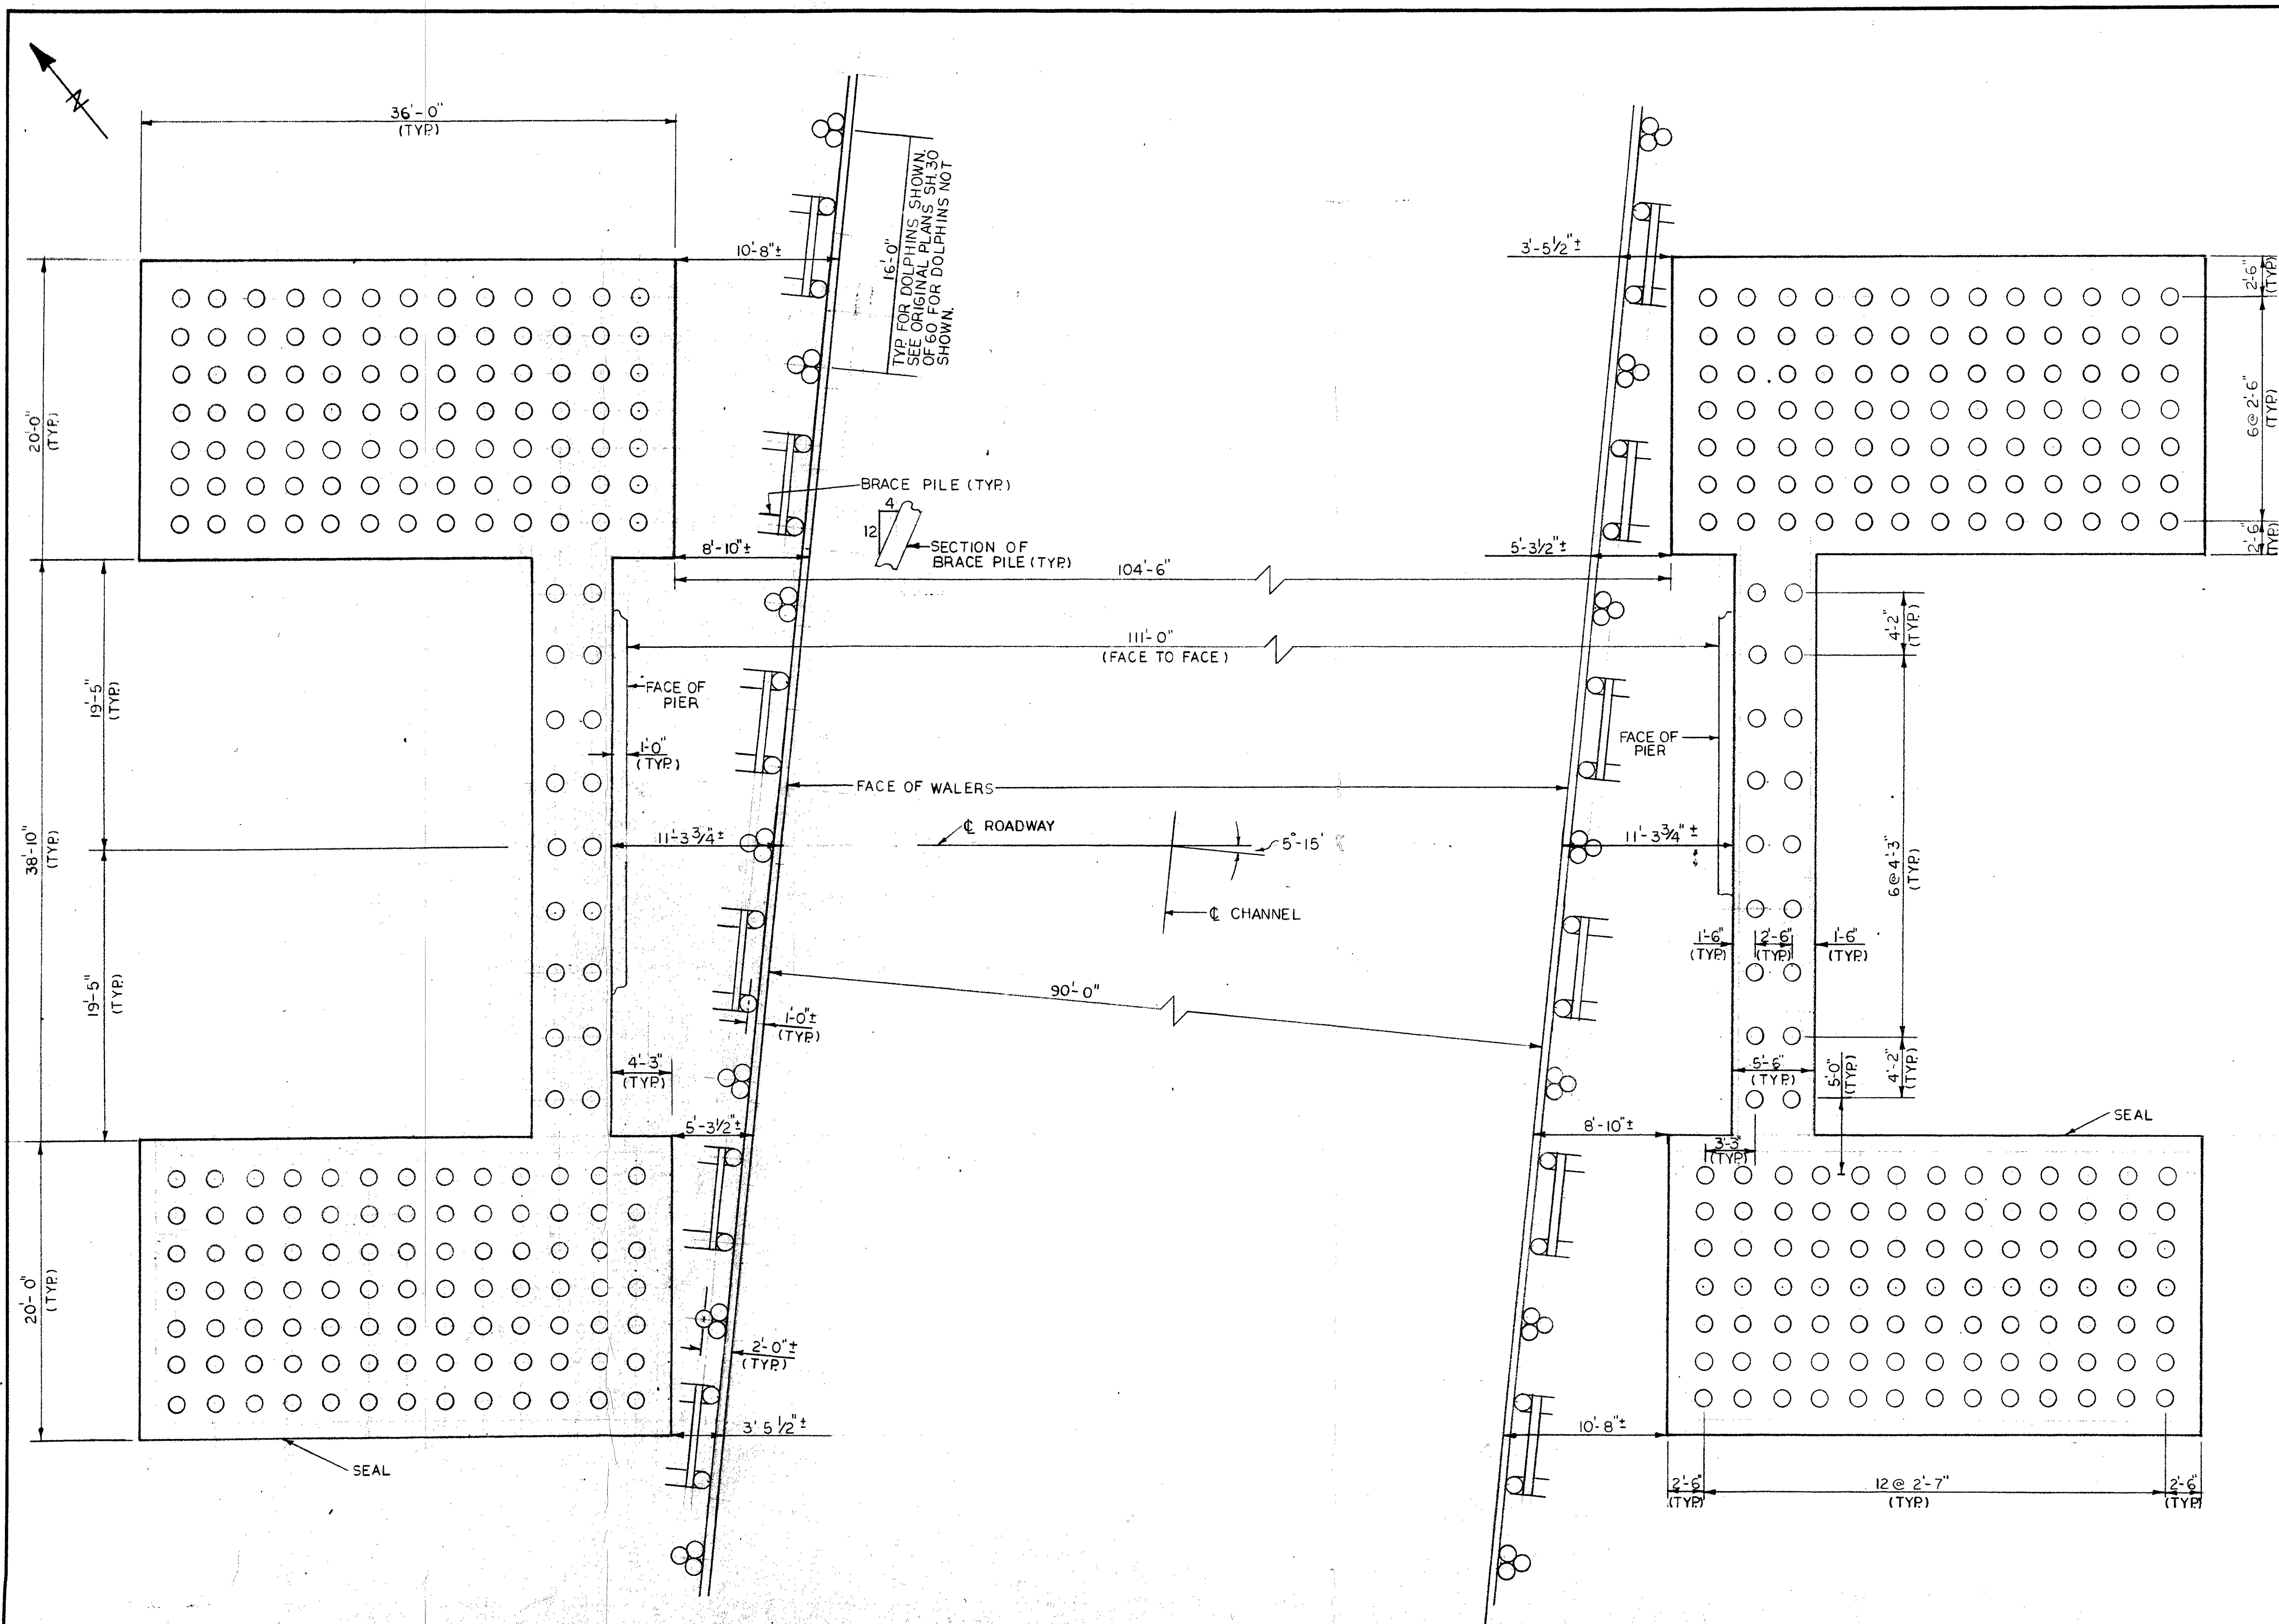 N
36'-0"
(TYP.)
10'-8"±
16'-0"
TYP. FOR DOLPHINS SHOWN.
SEE ORIGINAL PLANS SH.30
OF 60 FOR DOLPHINS NOT
SHOWN.
3'-5½"±
2'-6"
(TYP.)
20'-0"
(TYP.)
6@2'-6"
(TYP.)
BRACE PILE (TYP.)
4
12
SECTION OF
BRACE PILE (TYP.)
8'-10"±
5'-3½"±
2'-6"
(TYP.)
104'-6"
111'-0"
(FACE TO FACE)
4'-2"
(TYP.)
19'-5"
(TYP.)
FACE OF
PIER
1'-0"
(TYP.)
FACE OF
PIER
FACE OF WALERS
℄ ROADWAY
5°-15'
11'-3¾"±
11'-3¾"±
38'-10"
(TYP.)
6@4'-3"
(TYP.)
℄ CHANNEL
1'-6"
(TYP.)
2'-6"
(TYP.)
1'-6"
(TYP.)
19'-5"
(TYP.)
90'-0"
1'-0"±
(TYP.)
4'-3"
(TYP.)
5'-6"
(TYP.)
5'-0"
(TYP.)
4'-2"
(TYP.)
5'-3½"±
8'-10"±
SEAL
3'-3"
(TYP.)
20'-0"
(TYP.)
2'-0"±
(TYP.)
3'5½"±
10'-8"±
SEAL
2'-6"
(TYP.)
12@2'-7"
(TYP.)
2'-6"
(TYP.)